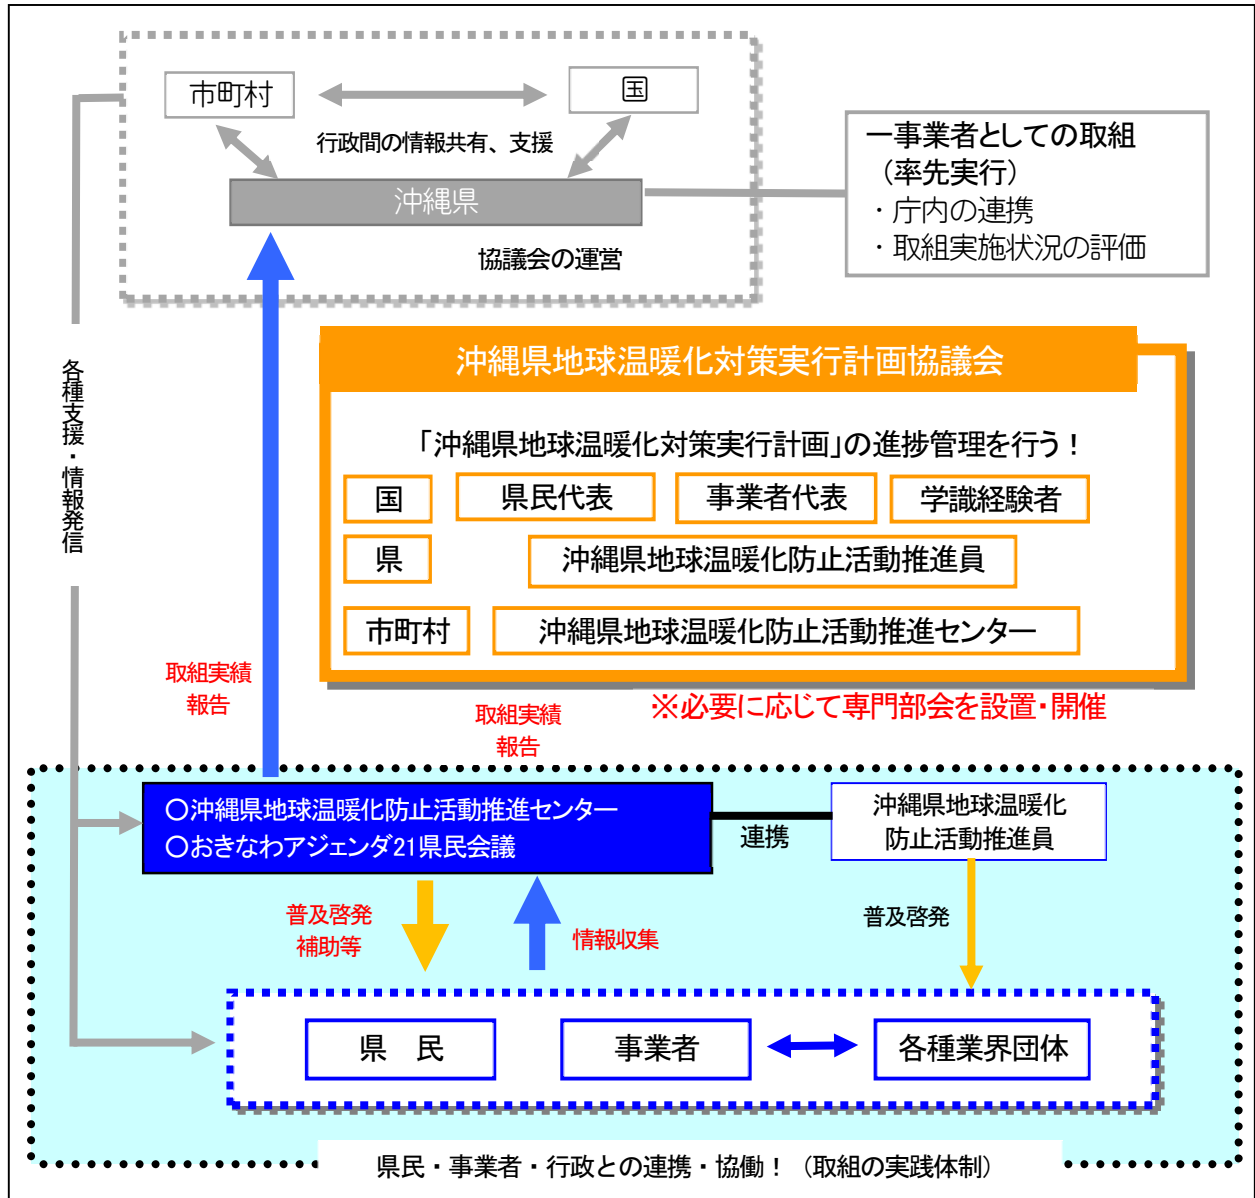 市町村
国
行政間の情報共有、支援
沖縄県
協議会の運営
一事業者としての取組
（率先実行）
・庁内の連携
・取組実施状況の評価
各種支援・情報発信
沖縄県地球温暖化対策実行計画協議会
「沖縄県地球温暖化対策実行計画」の進捗管理を行う！
国
県民代表
事業者代表
学識経験者
県
沖縄県地球温暖化防止活動推進員
市町村
沖縄県地球温暖化防止活動推進センター
※必要に応じて専門部会を設置・開催
取組実績
報告
取組実績
報告
○沖縄県地球温暖化防止活動推進センター
○おきなわアジェンダ21県民会議
連携
沖縄県地球温暖化
防止活動推進員
普及啓発
補助等
情報収集
普及啓発
県　民
事業者
各種業界団体
県民・事業者・行政との連携・協働！（取組の実践体制）